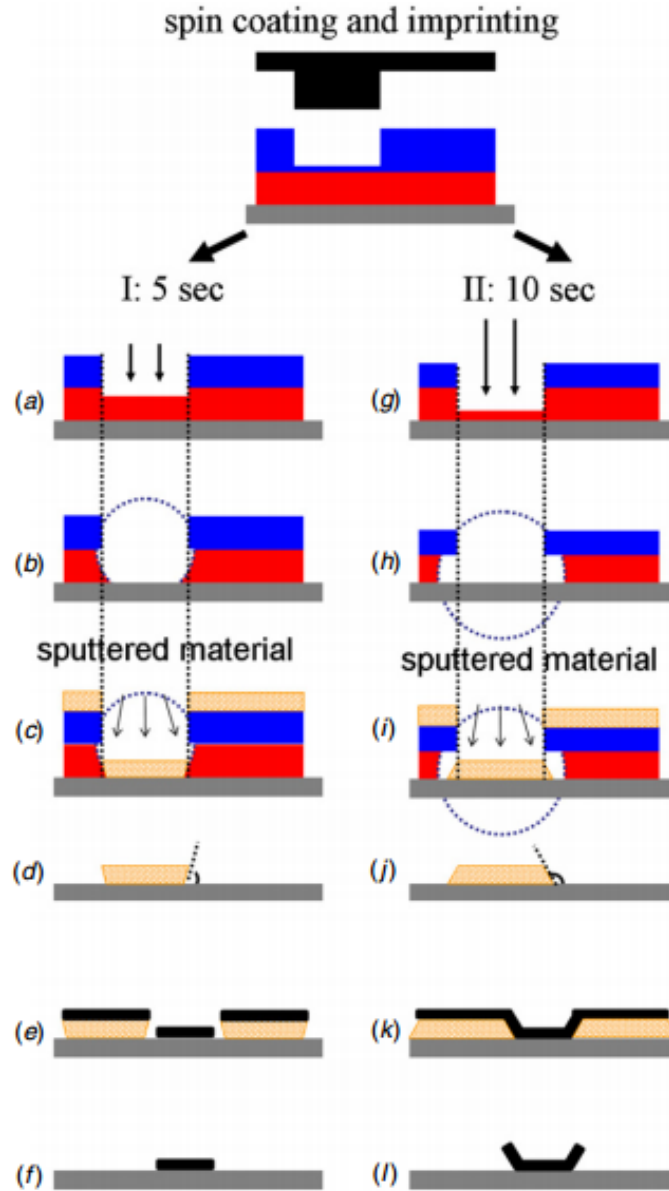 spin coating and imprinting
I: 5 sec
II: 10 sec
(a)
(g)
(b)
(h)
sputtered material
sputtered material
(c)
(i)
(d)
(j)
(e)
(k)
(f)
(l)